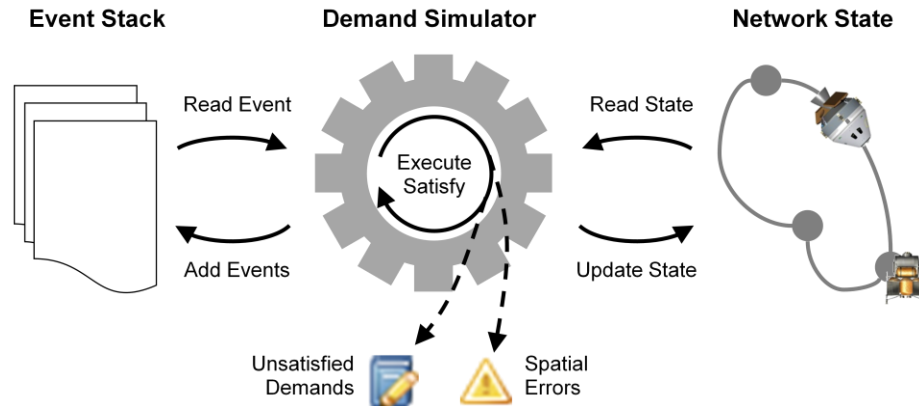 Event Stack
Demand Simulator
Network State
Read Event
Read State
Execute
Satisfy
Add Events
Update State
Unsatisfied
Demands
Spatial
Errors